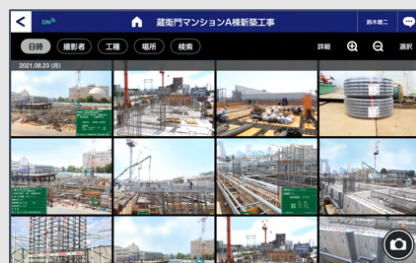 ON
蔵衛門マンションA棟新築工事
鈴木健二
日時 撮影者 工種 場所 検索 詳細 選択
2021.08.23 (月)